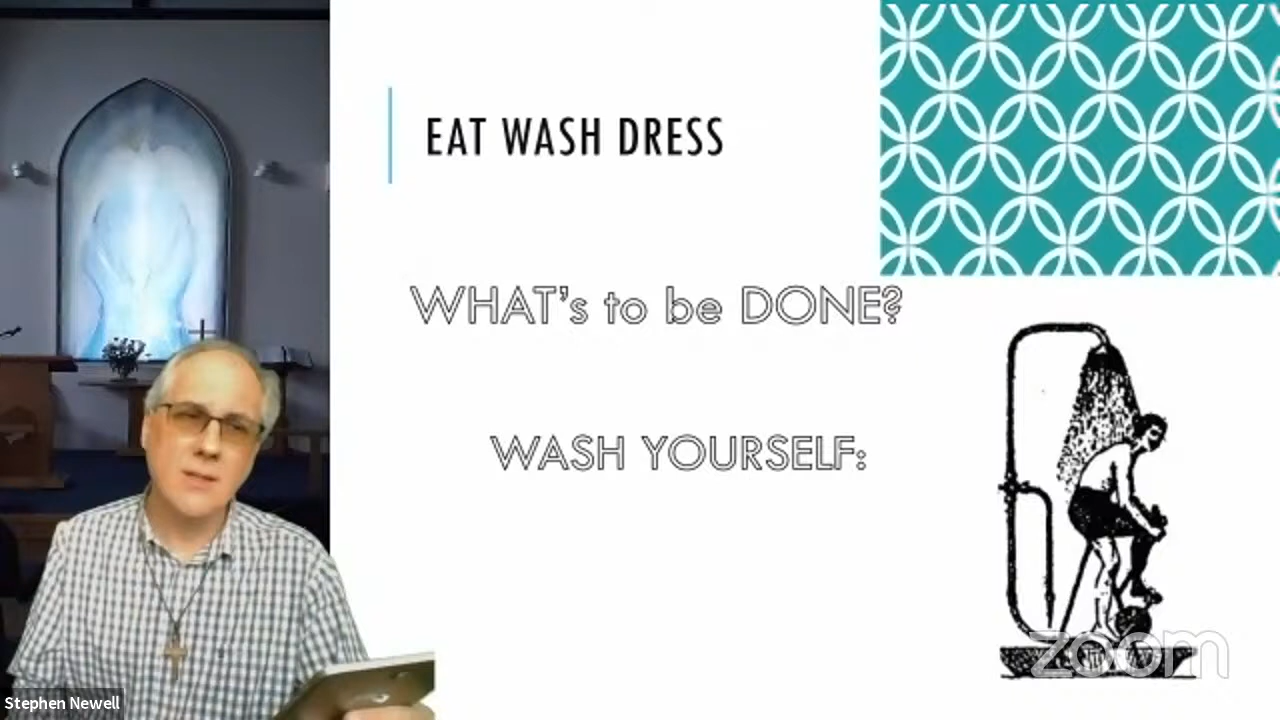 EAT WASH DRESS
WHAT's to be DONE?
WASH YOURSELF:
zoom
Stephen Newell